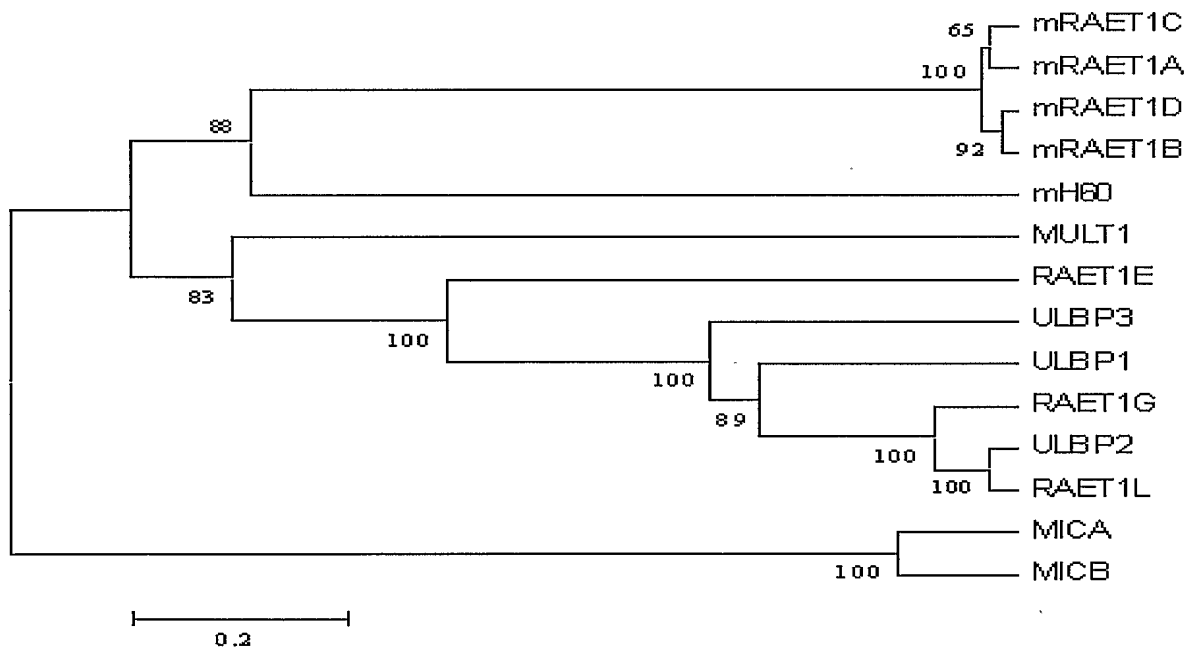 65
mRAET1C
100
mRAET1A
mRAET1D
92
mRAET1B
88
mH60
MULT1
83
RAET1E
100
ULBP3
100
ULBP1
89
RAET1G
100
ULBP2
100
RAET1L
MICA
100
MICB
0.2